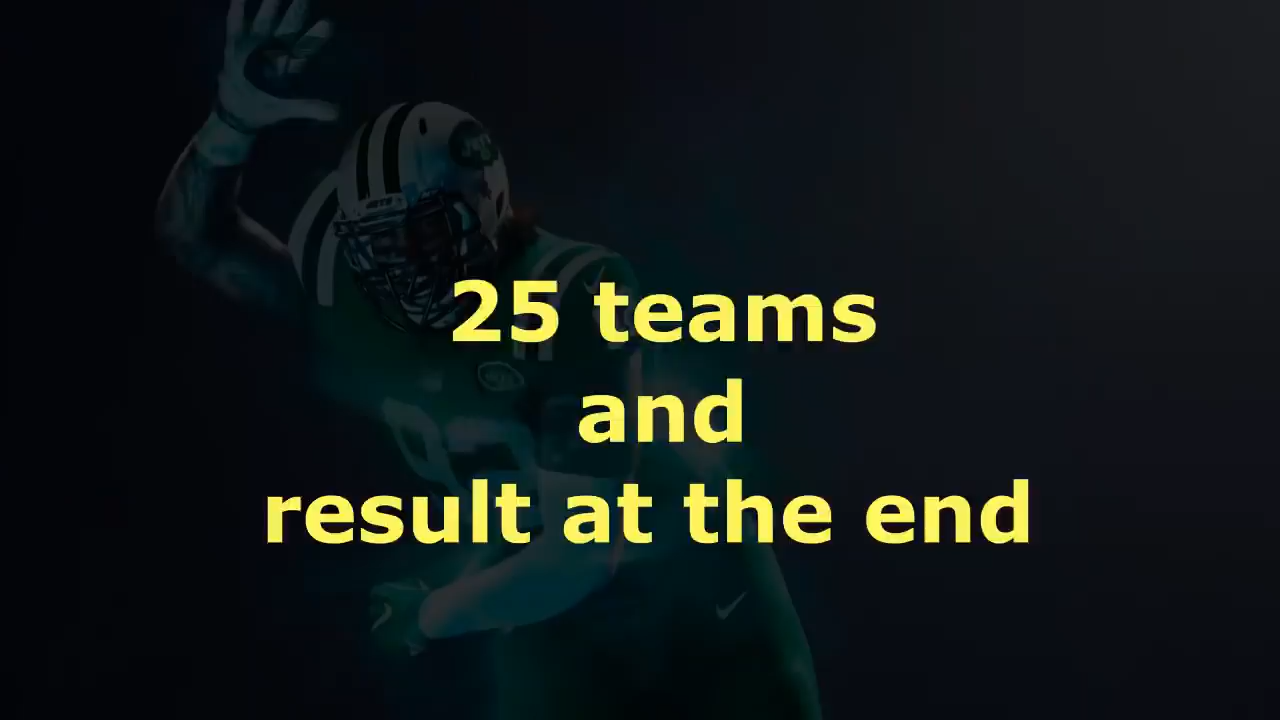 25 teams
and
result at the end